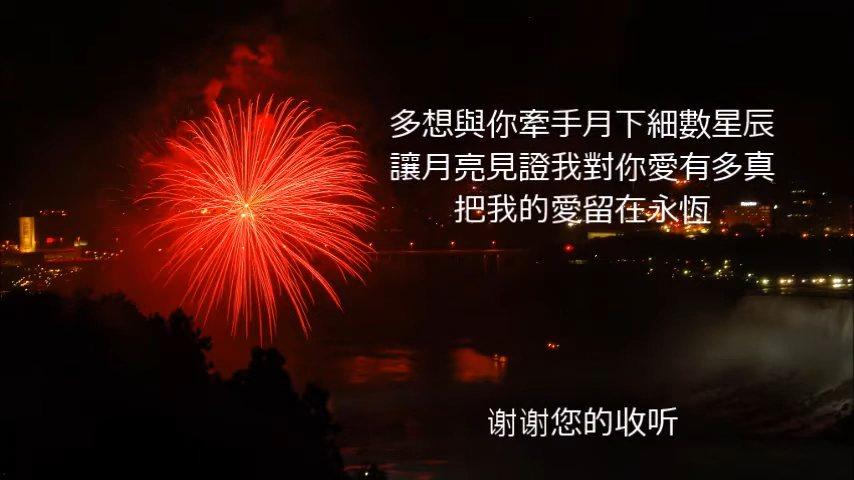 多想與你牽手月下細數星辰
讓月亮見證我對你愛有多真
把我的愛留在永恆
谢谢您的收听